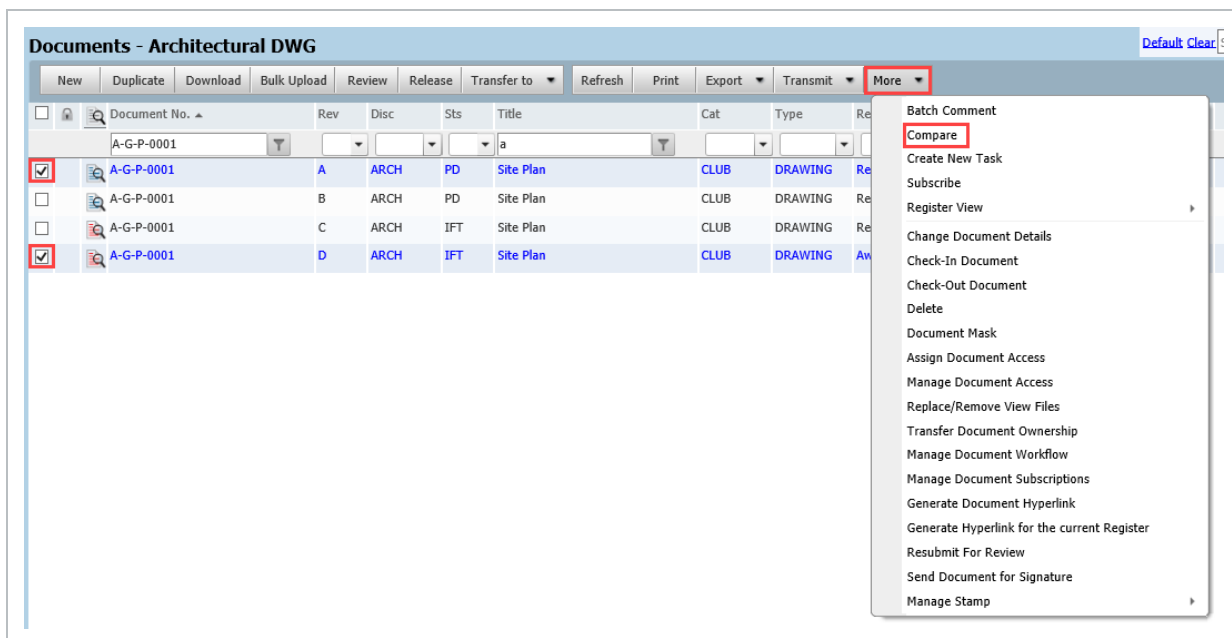 Documents - Architectural DWG
Default Clear
New Duplicate Download Bulk Upload Review Release Transfer to Refresh Print Export Transmit More
Document No. Rev Disc Sts Title Cat Type Re
A-G-P-0001 a
A-G-P-0001 A ARCH PD Site Plan CLUB DRAWING Re
A-G-P-0001 B ARCH PD Site Plan CLUB DRAWING Re
A-G-P-0001 C ARCH IFT Site Plan CLUB DRAWING Re
A-G-P-0001 D ARCH IFT Site Plan CLUB DRAWING Aw
Batch Comment
Compare
Create New Task
Subscribe
Register View
Change Document Details
Check-In Document
Check-Out Document
Delete
Document Mask
Assign Document Access
Manage Document Access
Replace/Remove View Files
Transfer Document Ownership
Manage Document Workflow
Manage Document Subscriptions
Generate Document Hyperlink
Generate Hyperlink for the current Register
Resubmit For Review
Send Document for Signature
Manage Stamp